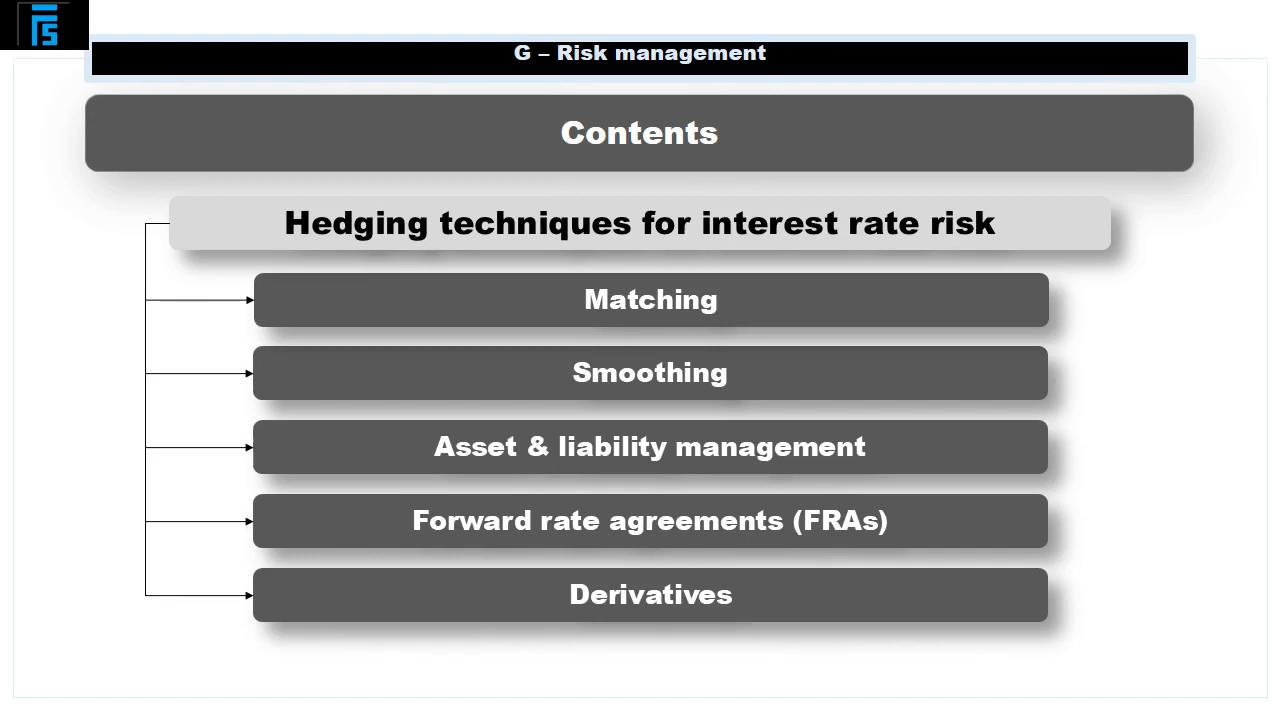 G – Risk management
Contents
Hedging techniques for interest rate risk
Matching
Smoothing
Asset & liability management
Forward rate agreements (FRAs)
Derivatives